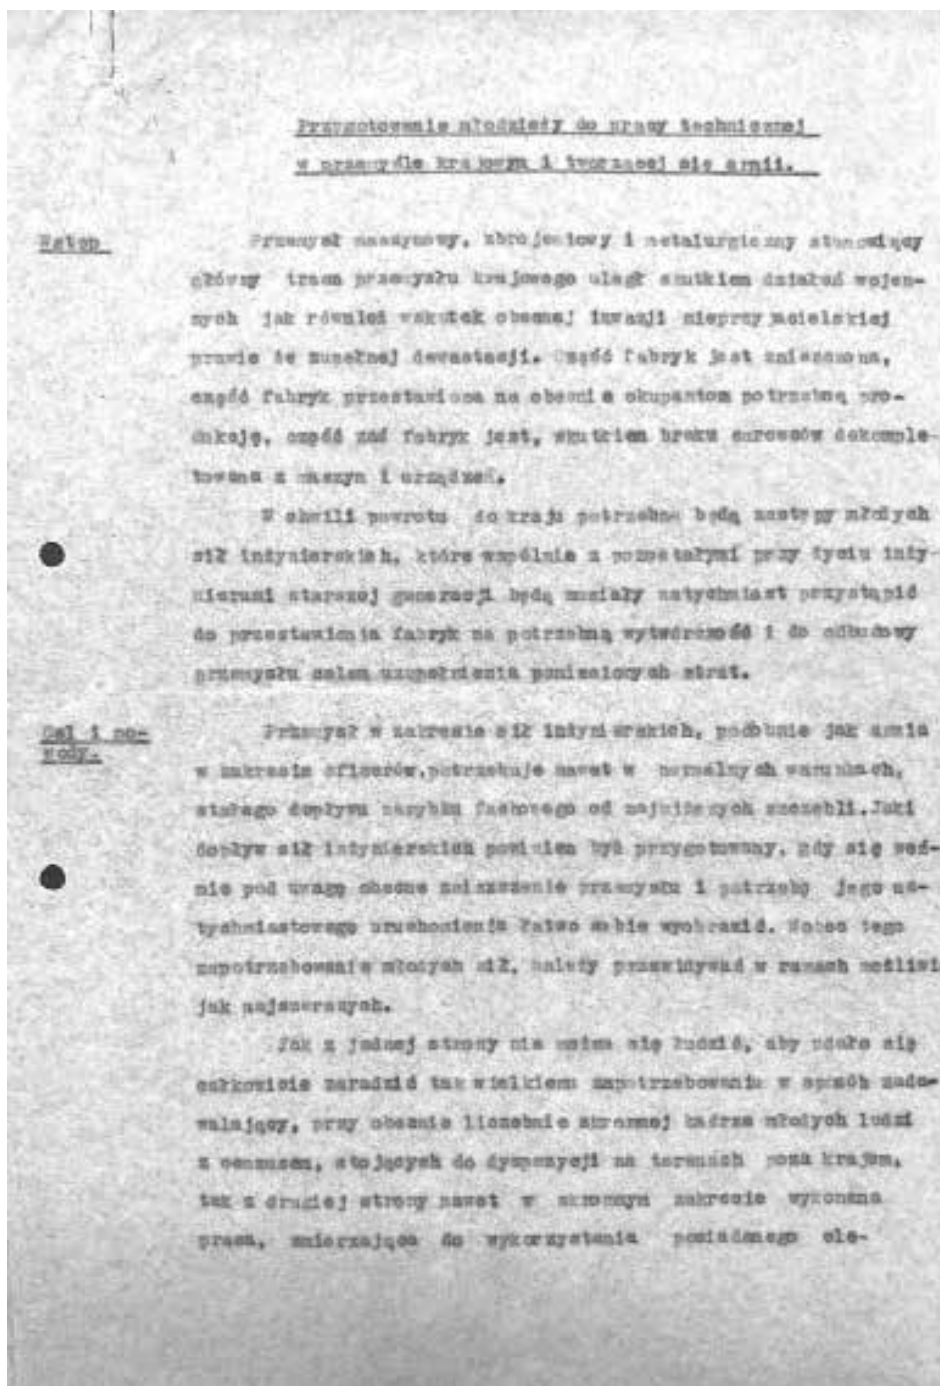 Przygotowanie młodzieży do pracy technicznej
w przemyśle krajowym i tworzącej się armii.
Wstęp
Przemysł maszynowy, zbrojeniowy i metalurgiczny stanowiący
główny trzon przemysłu krajowego uległ skutkiem działań wojen-
nych jak również wskutek obecnej inwazji nieprzyjacielskiej
prawie że zupełnej dewastacji. Część fabryk jest zniszczona,
część fabryk przestawiona na obecnie okupantom potrzebną pro-
dukcję, część zaś fabryk jest, skutkiem braku surowców dekomple-
towana z maszyn i urządzeń.
W chwili powrotu do kraju potrzebne będą zastępy młodych
sił inżynierskich, które wspólnie z pozostałymi przy życiu inży-
nierami starszej generacji będą musiały natychmiast przystąpić
do przestawienia fabryk na potrzebną wytwórczość i do odbudowy
przemysłu celem uzupełnienia poniesionych strat.
Cel i po-
wody.
Przemysł w zakresie sił inżynierskich, podobnie jak armia
w zakresie oficerów, potrzebuje nawet w normalnych warunkach,
stałego dopływu narybku fachowego od najniższych szczebli. Jaki
dopływ sił inżynierskich powinien być przygotowany, gdy się weź-
mie pod uwagę obecne zniszczenie przemysłu i potrzebę jego na-
tychmiastowego uruchomienia łatwo sobie wyobrazić. Wobec tego
zapotrzebowanie młodych sił, należy przewidywać w ramach możliwie
jak najszerszych.
Jak z jednej strony nie można się łudzić, aby udało się
całkowicie zaradzić tak wielkiemu zapotrzebowaniu w sposób zado-
walający, przy obecnie liczebnie skromnej kadrze młodych ludzi
z cenzusem, stojących do dyspozycji na terenach poza krajem,
tak z drugiej strony nawet w skromnym zakresie wykonana
praca, zmierzająca do wykorzystania posiadanego ele-